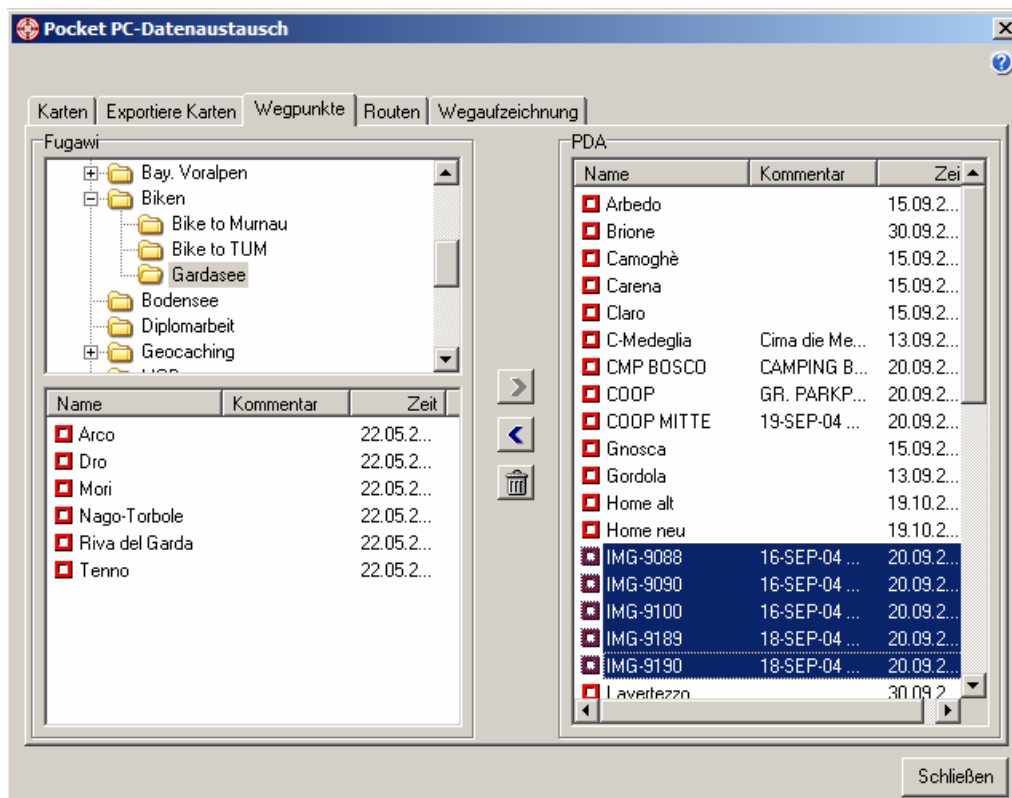 Pocket PC-Datenaustausch
Karten Exportiere Karten Wegpunkte Routen Wegaufzeichnung
Fugawi
Bay. Voralpen
Biken
Bike to Murnau
Bike to TUM
Gardasee
Bodensee
Diplomarbeit
Geocaching
Name Kommentar Zeit
Arco 22.05.2...
Dro 22.05.2...
Mori 22.05.2...
Nago-Torbole 22.05.2...
Riva del Garda 22.05.2...
Tenno 22.05.2...
PDA
Name Kommentar Zei
Arbedo 15.09.2...
Brione 30.09.2...
Camoghè 15.09.2...
Carena 15.09.2...
Claro 15.09.2...
C-Medeglia Cima die Me... 13.09.2...
CMP BOSCO CAMPING B... 20.09.2...
COOP GR. PARKP... 20.09.2...
COOP MITTE 19-SEP-04 ... 20.09.2...
Gnosca 15.09.2...
Gordola 13.09.2...
Home alt 19.10.2...
Home neu 19.10.2...
IMG-9088 16-SEP-04 ... 20.09.2...
IMG-9090 16-SEP-04 ... 20.09.2...
IMG-9100 16-SEP-04 ... 20.09.2...
IMG-9189 18-SEP-04 ... 20.09.2...
IMG-9190 18-SEP-04 ... 20.09.2...
Lavertezzo 30.09.2...
Schließen